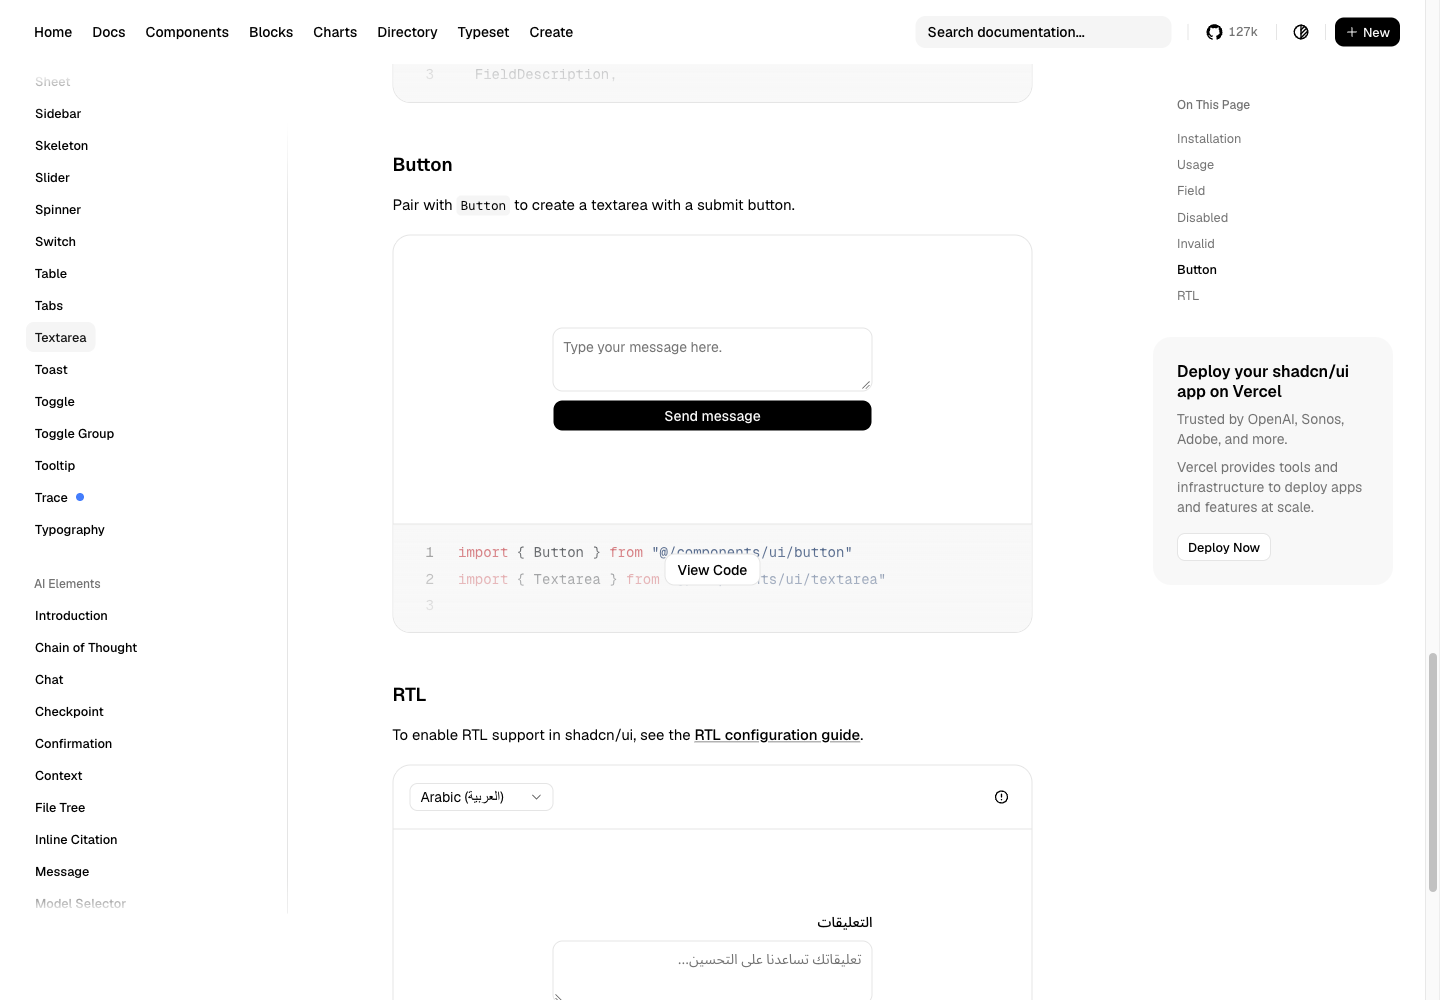 Home Docs Components Blocks Charts Directory Typeset Create
Search documentation...
127k
New
Sheet
Sidebar
Skeleton
Slider
Spinner
Switch
Table
Tabs
Textarea
Toast
Toggle
Toggle Group
Tooltip
Trace
Typography
AI Elements
Introduction
Chain of Thought
Chat
Checkpoint
Confirmation
Context
File Tree
Inline Citation
Message
Model Selector
3 FieldDescription,
Button
Pair with Button to create a textarea with a submit button.
Type your message here.
Send message
1 import { Button } from "@/components/ui/button"
2 import { Textarea } from ts/ui/textarea"
3
View Code
RTL
To enable RTL support in shadcn/ui, see the RTL configuration guide.
Arabic (العربية)
التعليقات
تعليقاتك تساعدنا على التحسين...
On This Page
Installation
Usage
Field
Disabled
Invalid
Button
RTL
Deploy your shadcn/ui
app on Vercel
Trusted by OpenAI, Sonos,
Adobe, and more.
Vercel provides tools and
infrastructure to deploy apps
and features at scale.
Deploy Now